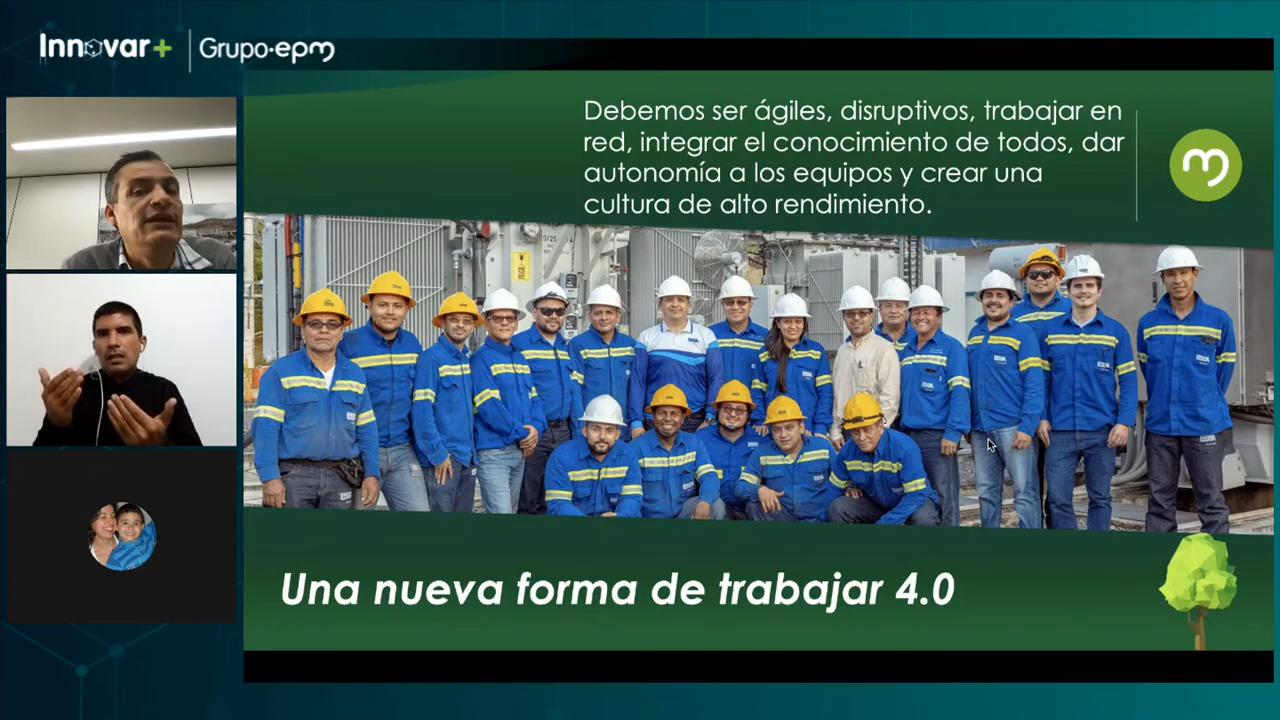 Innovar+ | Grupo·epm
Debemos ser ágiles, disruptivos, trabajar en
red, integrar el conocimiento de todos, dar
autonomía a los equipos y crear una
cultura de alto rendimiento.
Una nueva forma de trabajar 4.0